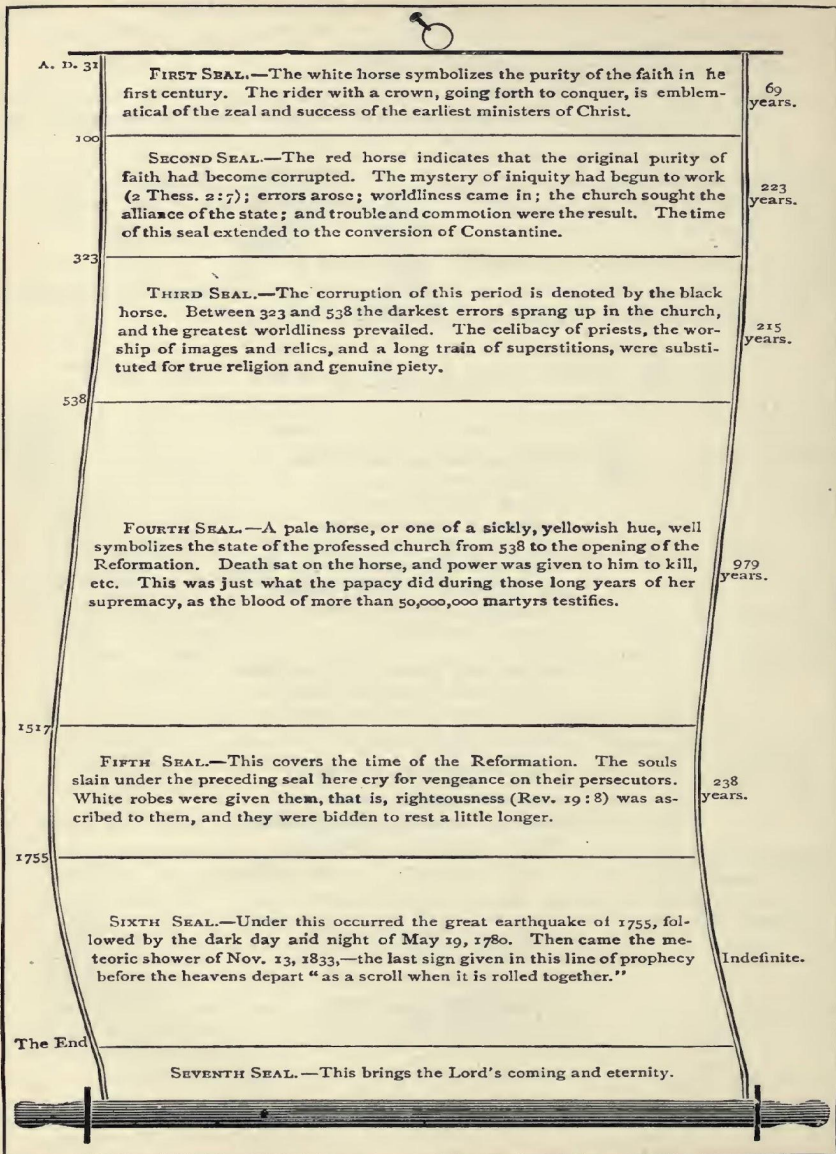 A. D. 31
FIRST SEAL.—The white horse symbolizes the purity of the faith in he
first century. The rider with a crown, going forth to conquer, is emblem-
atical of the zeal and success of the earliest ministers of Christ.
69
years.
100
SECOND SEAL.—The red horse indicates that the original purity of
faith had become corrupted. The mystery of iniquity had begun to work
(2 Thess. 2:7); errors arose; worldliness came in; the church sought the
alliance of the state; and trouble and commotion were the result. The time
of this seal extended to the conversion of Constantine.
223
years.
323
THIRD SEAL.—The corruption of this period is denoted by the black
horse. Between 323 and 538 the darkest errors sprang up in the church,
and the greatest worldliness prevailed. The celibacy of priests, the wor-
ship of images and relics, and a long train of superstitions, were substi-
tuted for true religion and genuine piety.
215
years.
538
FOURTH SEAL.—A pale horse, or one of a sickly, yellowish hue, well
symbolizes the state of the professed church from 538 to the opening of the
Reformation. Death sat on the horse, and power was given to him to kill,
etc. This was just what the papacy did during those long years of her
supremacy, as the blood of more than 50,000,000 martyrs testifies.
979
years.
1517
FIFTH SEAL.—This covers the time of the Reformation. The souls
slain under the preceding seal here cry for vengeance on their persecutors.
White robes were given them, that is, righteousness (Rev. 19:8) was as-
cribed to them, and they were bidden to rest a little longer.
238
years.
1755
SIXTH SEAL.—Under this occurred the great earthquake of 1755, fol-
lowed by the dark day and night of May 19, 1780. Then came the me-
teoric shower of Nov. 13, 1833,—the last sign given in this line of prophecy
before the heavens depart "as a scroll when it is rolled together."
Indefinite.
The End
SEVENTH SEAL.—This brings the Lord's coming and eternity.